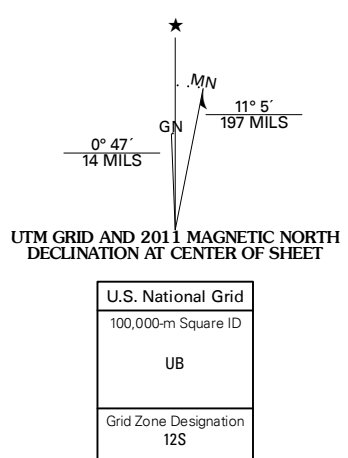 ★
MN
GN
11° 5´
197 MILS
0° 47´
14 MILS
UTM GRID AND 2011 MAGNETIC NORTH
DECLINATION AT CENTER OF SHEET
U.S. National Grid
100,000-m Square ID
UB
Grid Zone Designation
12S